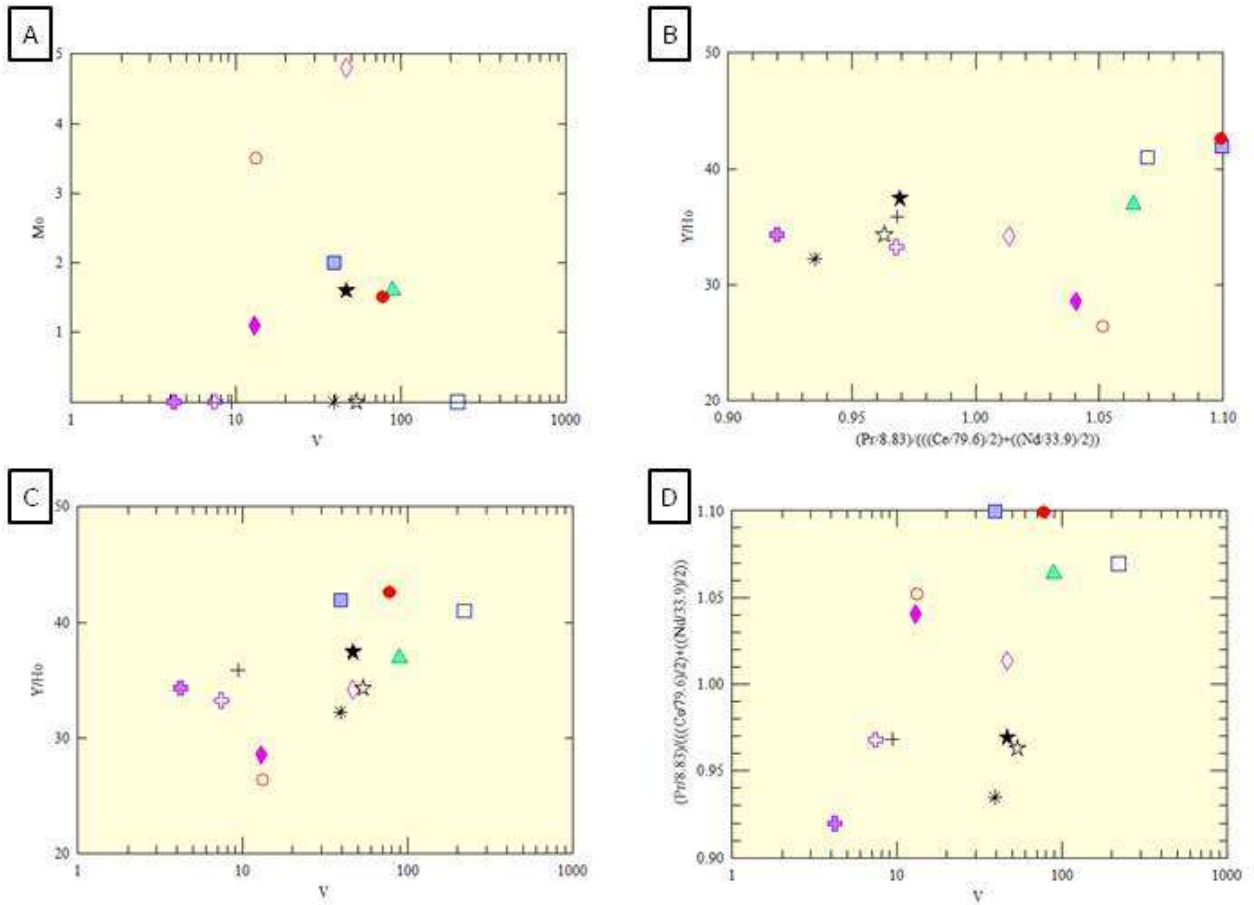 A
5
4
3
2
1
Mo
1 10 100 1000
V
B
50
40
30
20
Y/Ho
0.90 0.95 1.00 1.05 1.10
(Pr/8.83)/(((Ce/79.6)/2)+((Nd/33.9)/2))
C
50
40
30
20
Y/Ho
1 10 100 1000
V
D
1.10
1.05
1.00
0.95
0.90
(Pr/8.83)/(((Ce/79.6)/2)+((Nd/33.9)/2))
1 10 100 1000
V